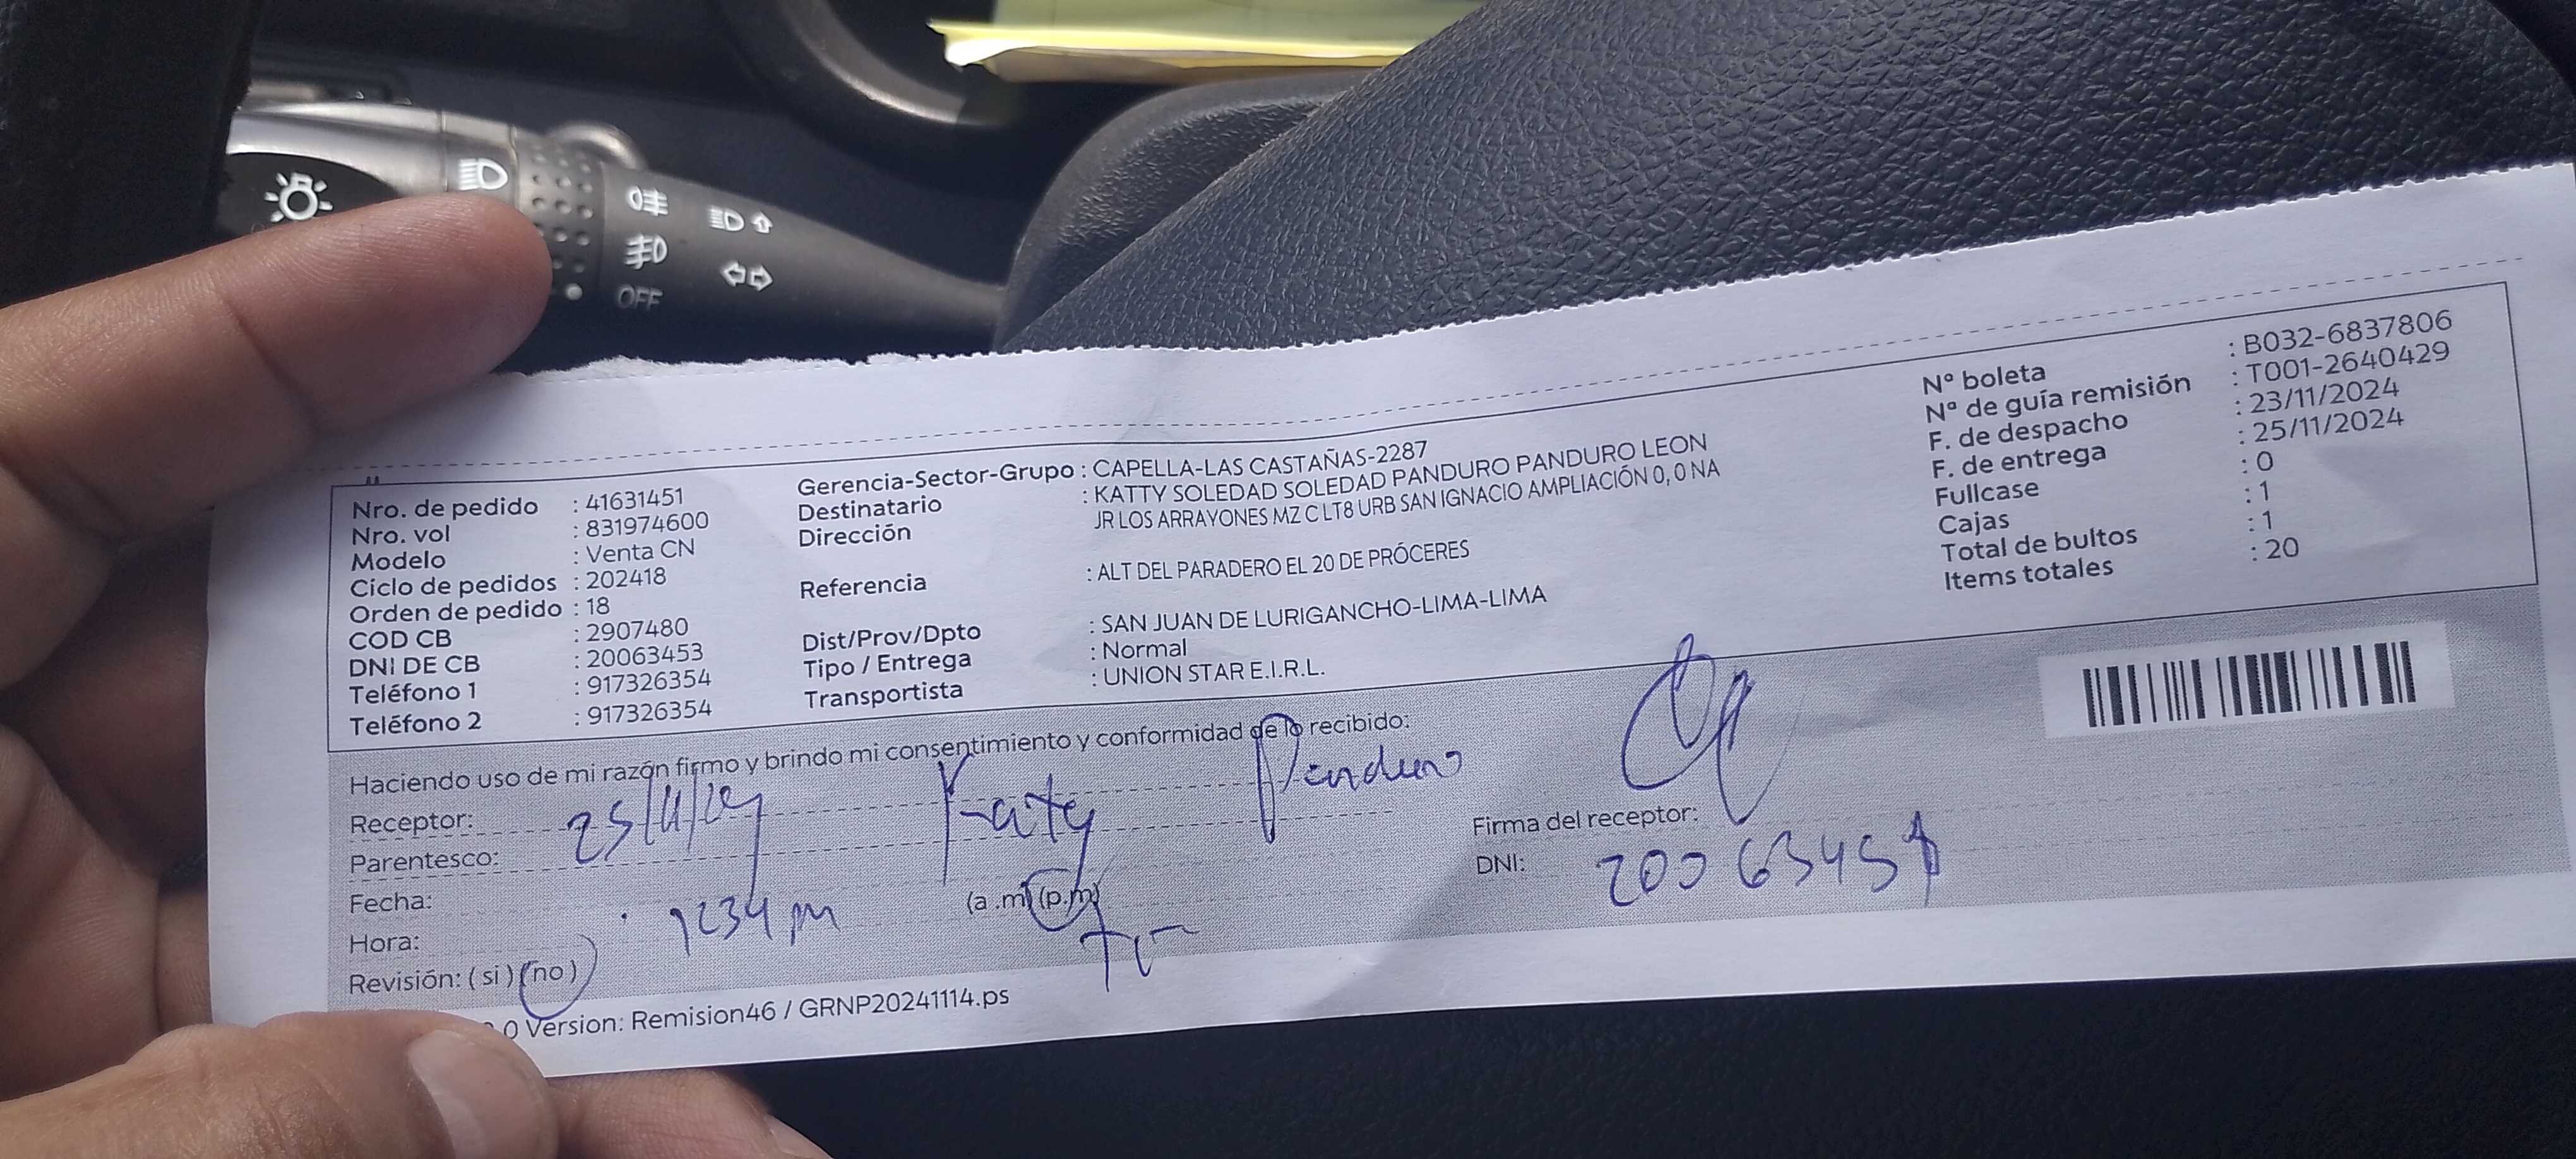 OFF
Nro. de pedido : 41631451
Nro. vol : 831974600
Modelo : Venta CN
Ciclo de pedidos : 202418
Orden de pedido : 18
COD CB : 2907480
DNI DE CB : 20063453
Teléfono 1 : 917326354
Teléfono 2 : 917326354
Gerencia-Sector-Grupo : CAPELLA-LAS CASTAÑAS-2287
Destinatario : KATTY SOLEDAD SOLEDAD PANDURO PANDURO LEON
Dirección JR LOS ARRAYONES MZ C LT8 URB SAN IGNACIO AMPLIACIÓN 0, 0 NA
Referencia : ALT DEL PARADERO EL 20 DE PRÓCERES
Dist/Prov/Dpto : SAN JUAN DE LURIGANCHO-LIMA-LIMA
Tipo / Entrega : Normal
Transportista : UNION STAR E.I.R.L.
N° boleta : B032-6837806
Nª de guía remisión : T001-2640429
F. de despacho : 23/11/2024
F. de entrega : 25/11/2024
Fullcase : 0
Cajas : 1
Total de bultos : 1
Items totales : 20
Haciendo uso de mi razón firmo y brindo mi consentimiento y conformidad de lo recibido:
Receptor: 25/11/24 Katy Panduro
Parentesco:
Fecha:
Hora: 1234 pm (a .m) (p.m)
Revisión: ( si ) ( no )
Firma del receptor:
DNI: 20063453
0 Version: Remision46 / GRNP20241114.ps